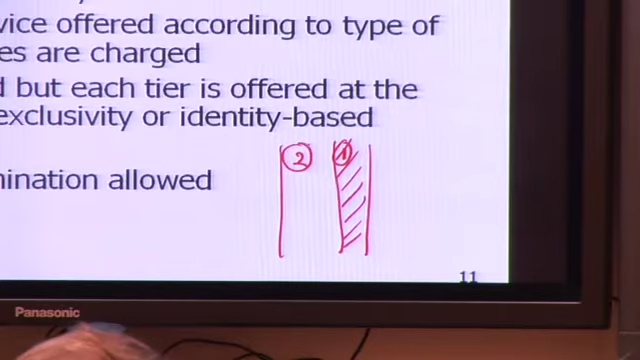 vice offered according to type of
es are charged
d but each tier is offered at the
exclusivity or identity-based
2 1
nination allowed
11
Panasonic